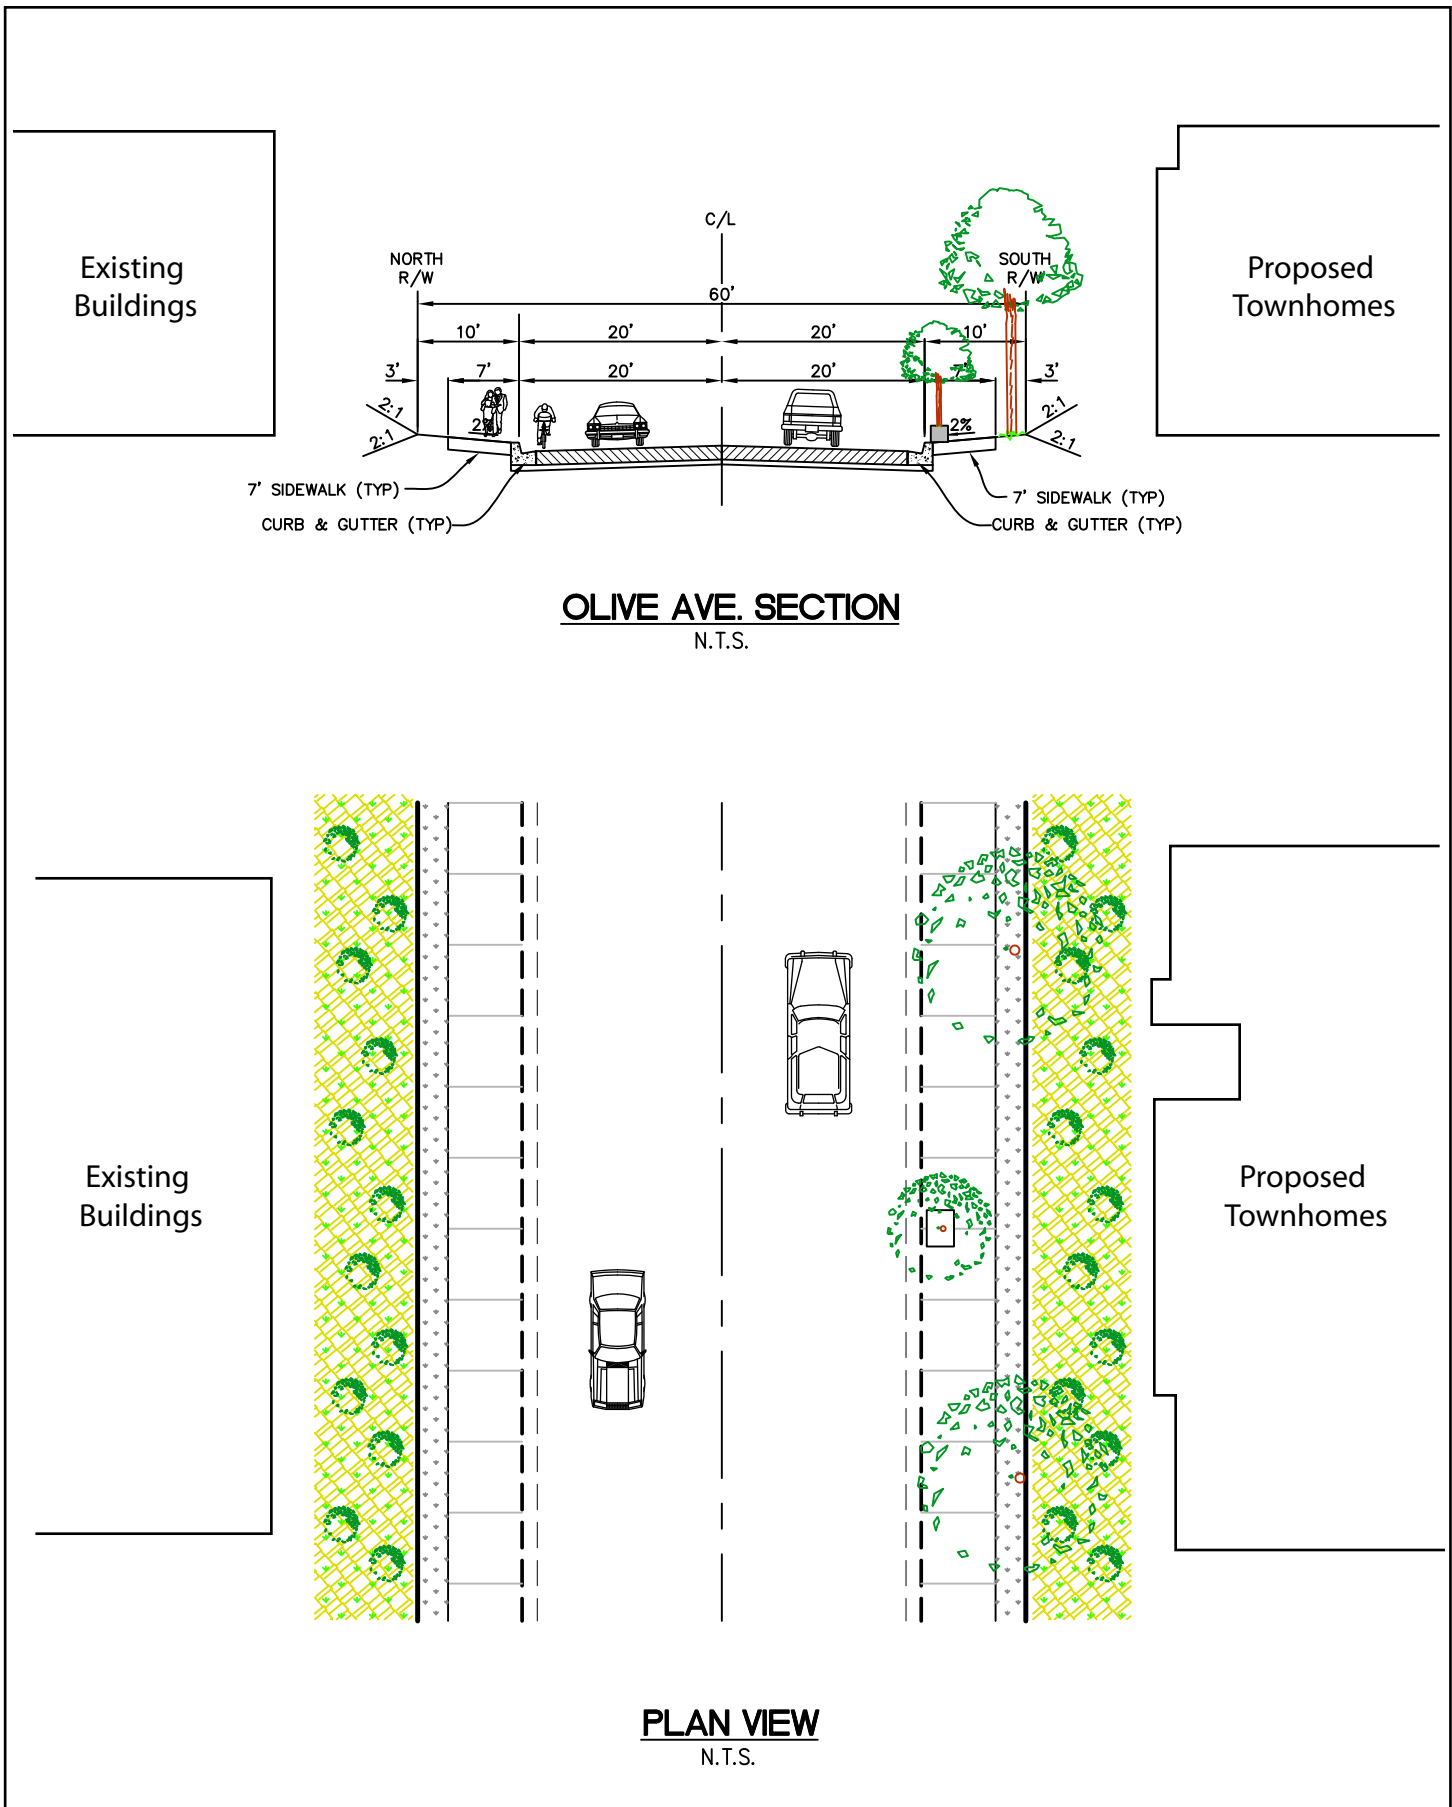 C/L
NORTH
R/W
SOUTH
R/W
Existing
Buildings
Proposed
Townhomes
60'
10'
20'
20'
10'
3'
7'
20'
20'
7'
3'
2:1
2:1
2%
2%
2:1
2:1
7' SIDEWALK (TYP)
7' SIDEWALK (TYP)
CURB & GUTTER (TYP)
CURB & GUTTER (TYP)
OLIVE AVE. SECTION
N.T.S.
Existing
Buildings
Proposed
Townhomes
PLAN VIEW
N.T.S.